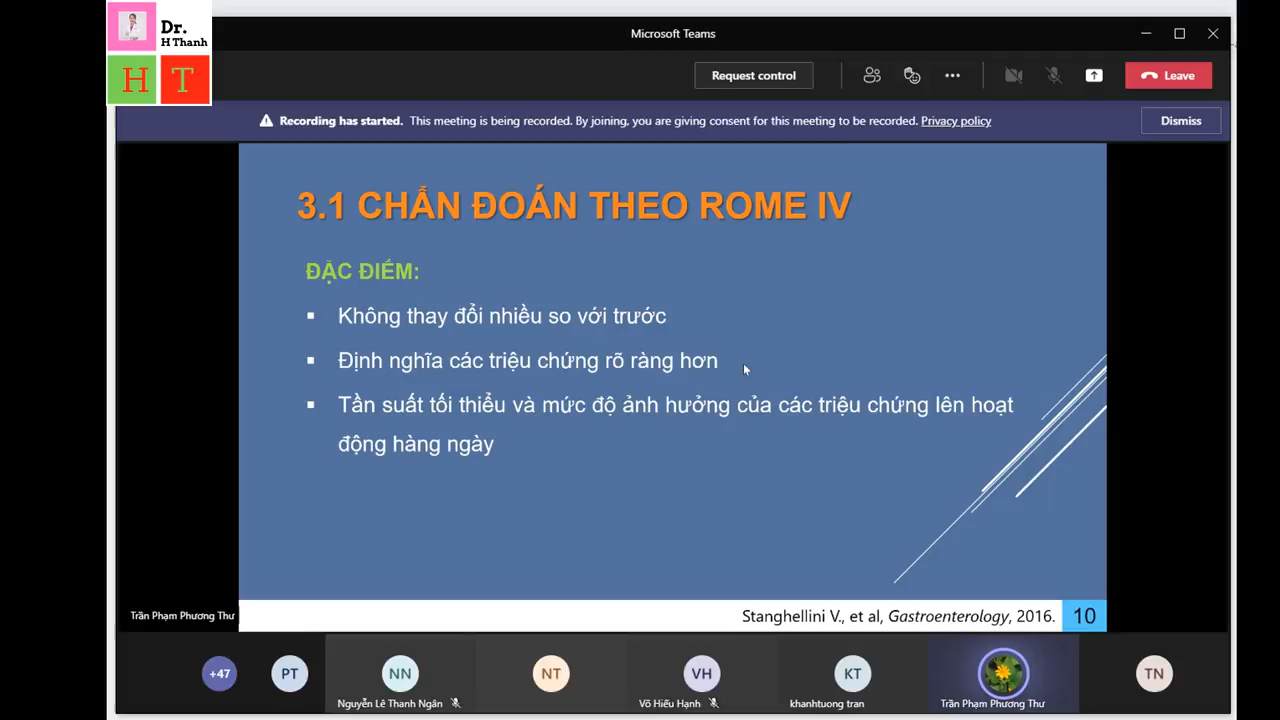 Dr.
H Thanh
H T
Microsoft Teams
Request control
Leave
Recording has started. This meeting is being recorded. By joining, you are giving consent for this meeting to be recorded. Privacy policy
Dismiss
3.1 CHẨN ĐOÁN THEO ROME IV
ĐẶC ĐIỂM:
▪ Không thay đổi nhiều so với trước
▪ Định nghĩa các triệu chứng rõ ràng hơn
▪ Tần suất tối thiểu và mức độ ảnh hưởng của các triệu chứng lên hoạt
động hàng ngày
Trần Phạm Phương Thư
Stanghellini V., et al, Gastroenterology, 2016.
10
+47
PT
NN
NT
VH
KT
TN
Nguyễn Lê Thanh Ngân
Võ Hiếu Hạnh
khanhtuong tran
Trần Phạm Phương Thư